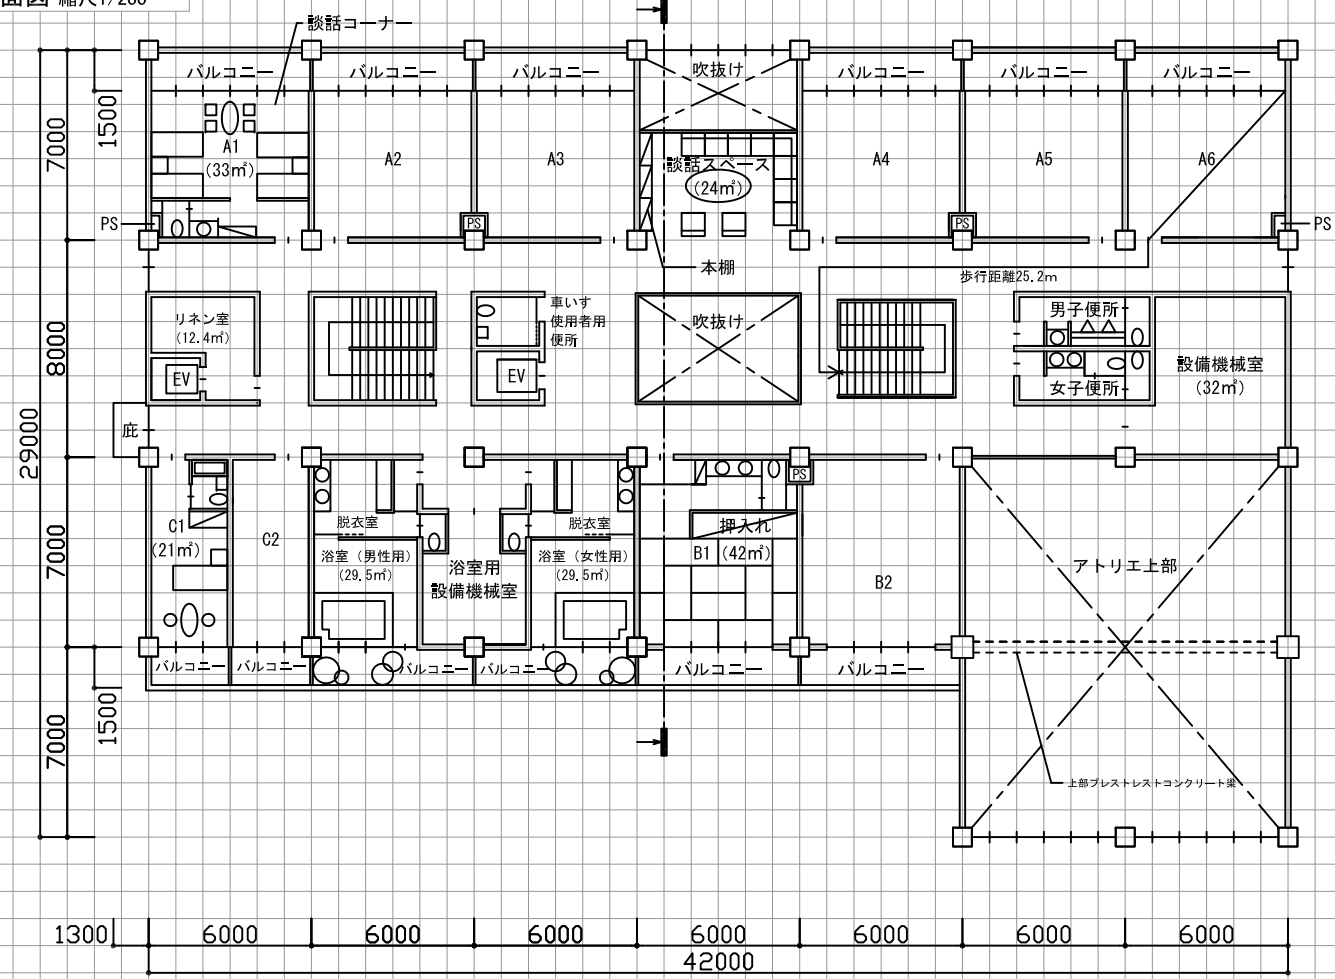 面図 縮尺1/200
談話コーナー
バルコニー
バルコニー
バルコニー
吹抜け
バルコニー
バルコニー
バルコニー
1500
7000
A1
(33㎡)
A2
A3
談話スペース
(24㎡)
A4
A5
A6
PS
PS
PS
PS
本棚
歩行距離25.2m
リネン室
(12.4㎡)
EV
車いす
使用者用
便所
EV
吹抜け
男子便所
女子便所
設備機械室
(32㎡)
8000
29000
庇
PS
C1
(21㎡)
C2
脱衣室
浴室（男性用）
(29.5㎡)
浴室用
設備機械室
脱衣室
浴室（女性用）
(29.5㎡)
押入れ
B1 (42㎡)
B2
アトリエ上部
7000
バルコニー
バルコニー
バルコニー
バルコニー
バルコニー
バルコニー
1500
7000
上部プレストレストコンクリート梁
1300
6000
6000
6000
6000
6000
6000
6000
42000